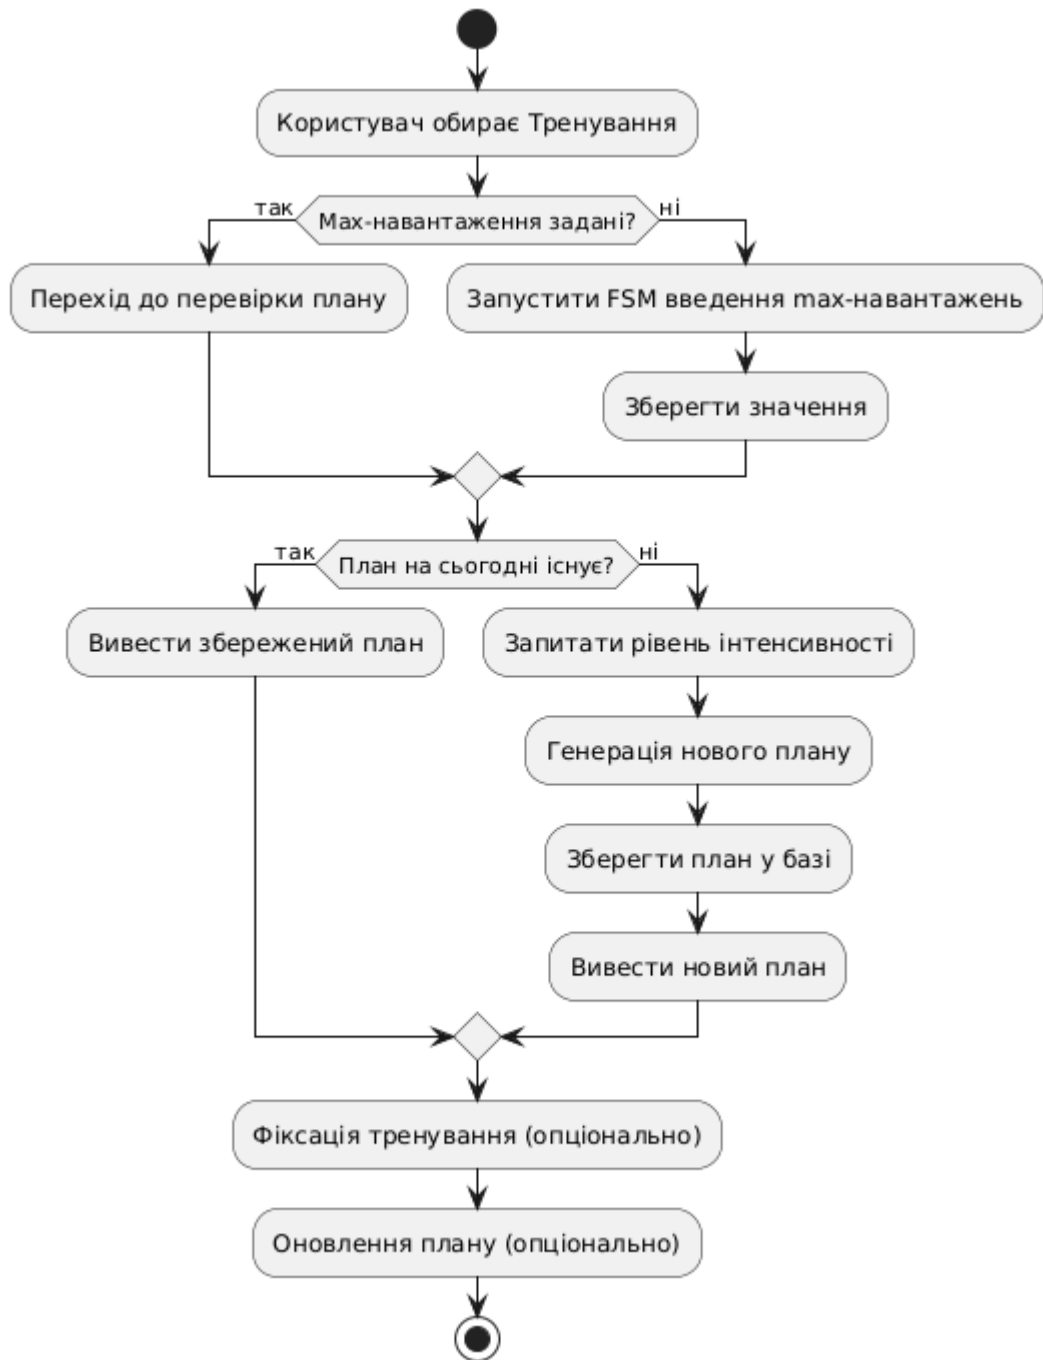 Користувач обирає Тренування
так
Max-навантаження задані?
ні
Перехід до перевірки плану
Запустити FSM введення max-навантажень
Зберегти значення
так
План на сьогодні існує?
ні
Вивести збережений план
Запитати рівень інтенсивності
Генерація нового плану
Зберегти план у базі
Вивести новий план
Фіксація тренування (опціонально)
Оновлення плану (опціонально)